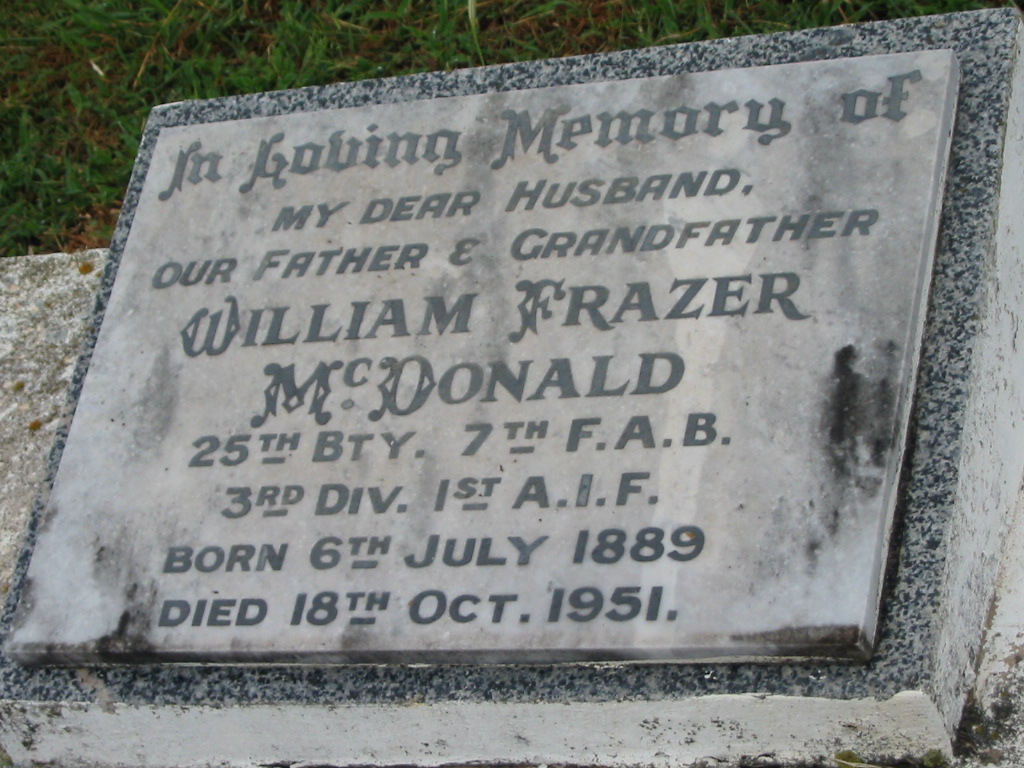 In Loving Memory of
MY DEAR HUSBAND,
OUR FATHER & GRANDFATHER
WILLIAM FRAZER
McDONALD
25TH BTY. 7TH F.A.B.
3RD DIV. 1ST A.I.F.
BORN 6TH JULY 1889
DIED 18TH OCT. 1951.